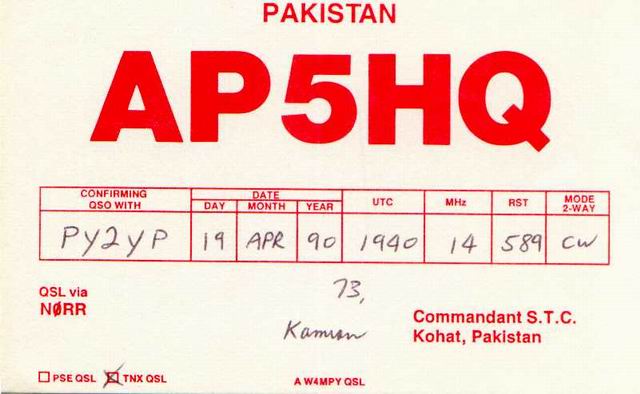 PAKISTAN
AP5HQ
CONFIRMING QSO WITH DATE DAY MONTH YEAR UTC MHz RST MODE 2-WAY
PY2YP 19 APR 90 1940 14 589 CW
QSL via
NØRR
73,
Kamran
Commandant S.T.C.
Kohat, Pakistan
PSE QSL TNX QSL A W4MPY QSL